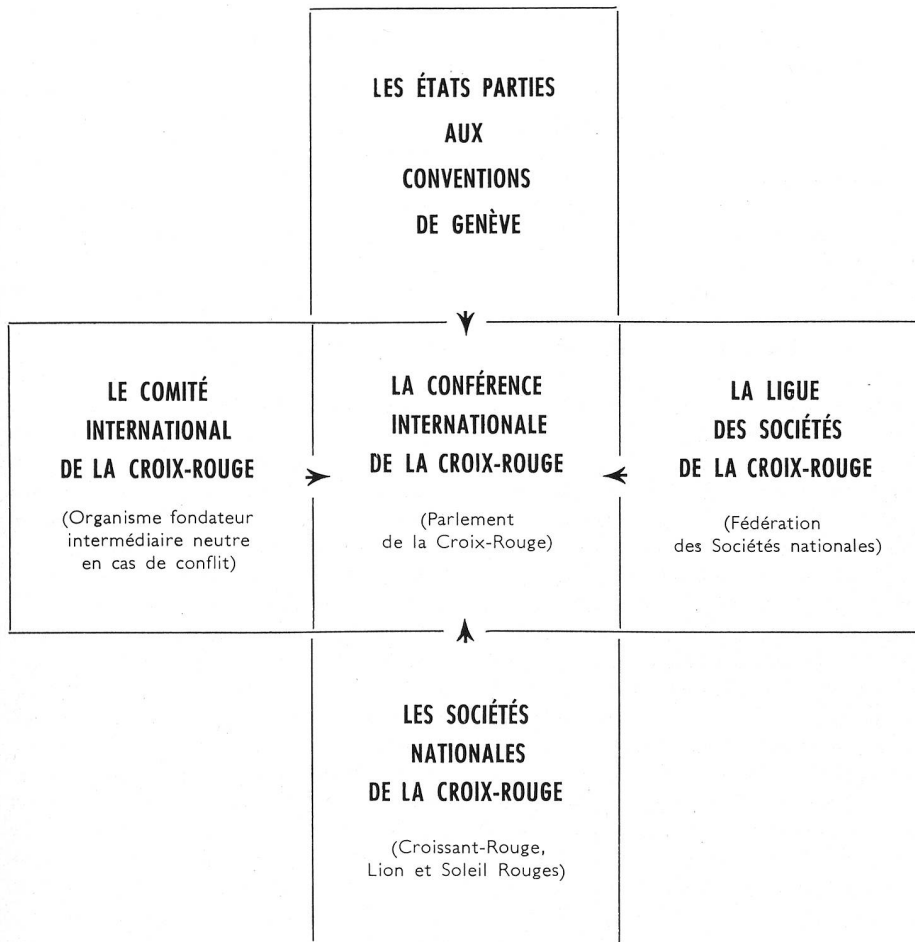 LES ÉTATS PARTIES
AUX
CONVENTIONS
DE GENÈVE
LE COMITÉ
INTERNATIONAL
DE LA CROIX-ROUGE
(Organisme fondateur
intermédiaire neutre
en cas de conflit)
LA CONFÉRENCE
INTERNATIONALE
DE LA CROIX-ROUGE
(Parlement
de la Croix-Rouge)
LA LIGUE
DES SOCIÉTÉS
DE LA CROIX-ROUGE
(Fédération
des Sociétés nationales)
LES SOCIÉTÉS
NATIONALES
DE LA CROIX-ROUGE
(Croissant-Rouge,
Lion et Soleil Rouges)